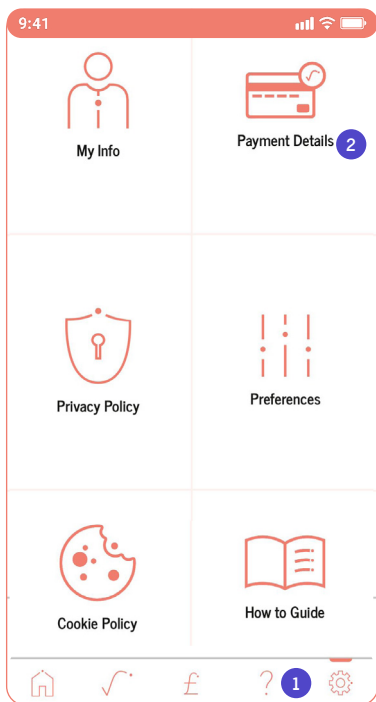 9:41
My Info
Payment Details 2
Privacy Policy
Preferences
Cookie Policy
How to Guide
£ ? 1